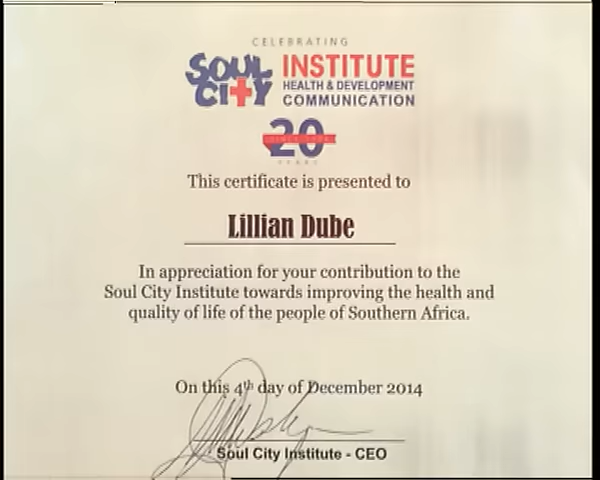 CELEBRATING
SOUL CITY
INSTITUTE
HEALTH & DEVELOPMENT
COMMUNICATION
20
YEARS
This certificate is presented to
Lillian Dube
In appreciation for your contribution to the
Soul City Institute towards improving the health and
quality of life of the people of Southern Africa.
On this 4th day of December 2014
Soul City Institute - CEO